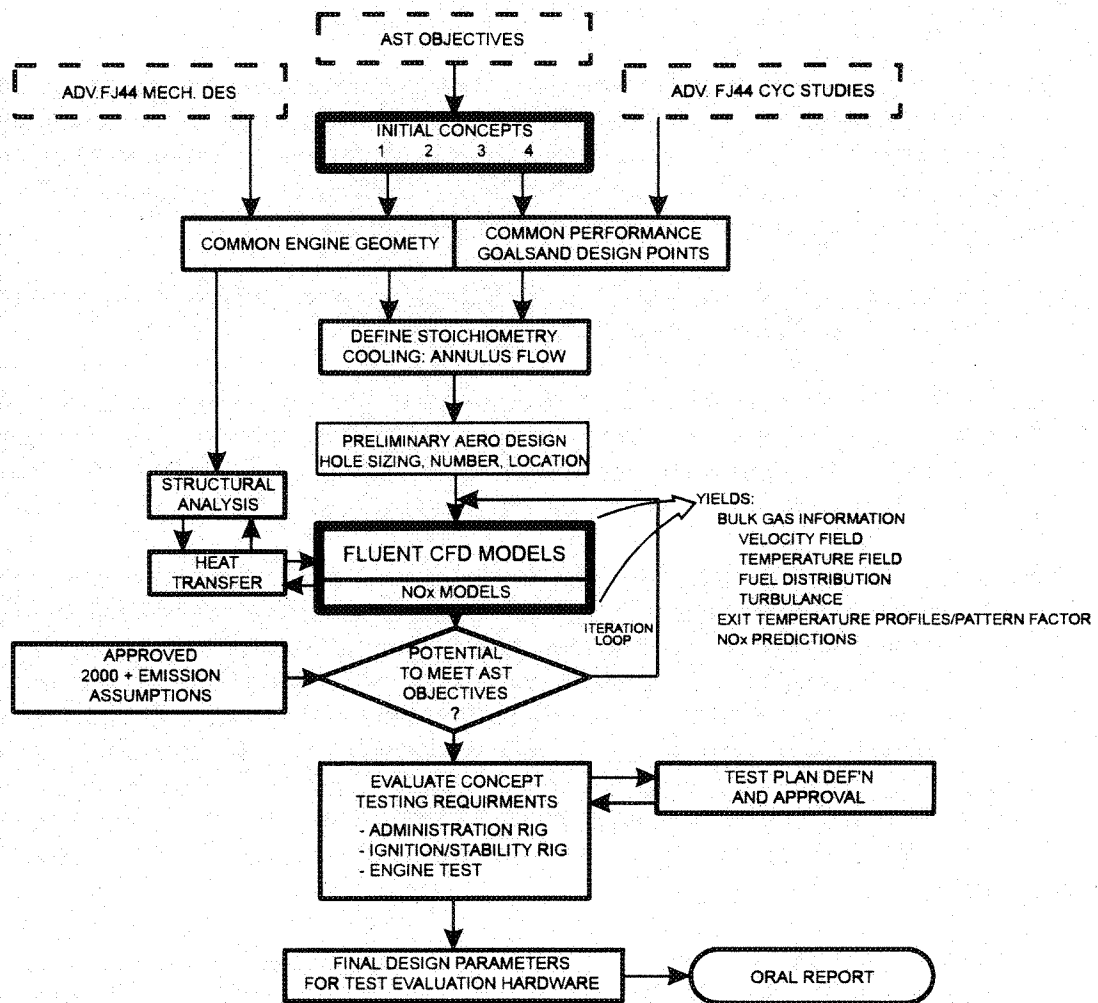 AST OBJECTIVES
ADV.FJ44 MECH. DES
ADV. FJ44 CYC STUDIES
INITIAL CONCEPTS
1 2 3 4
COMMON ENGINE GEOMETY
COMMON PERFORMANCE
GOALSAND DESIGN POINTS
DEFINE STOICHIOMETRY
COOLING: ANNULUS FLOW
PRELIMINARY AERO DESIGN
HOLE SIZING, NUMBER, LOCATION
STRUCTURAL
ANALYSIS
HEAT
TRANSFER
FLUENT CFD MODELS
NOx MODELS
YIELDS:
BULK GAS INFORMATION
VELOCITY FIELD
TEMPERATURE FIELD
FUEL DISTRIBUTION
TURBULANCE
EXIT TEMPERATURE PROFILES/PATTERN FACTOR
NOx PREDICTIONS
ITERATION
LOOP
APPROVED
2000 + EMISSION
ASSUMPTIONS
POTENTIAL
TO MEET AST
OBJECTIVES
?
EVALUATE CONCEPT
TESTING REQUIRMENTS
- ADMINISTRATION RIG
- IGNITION/STABILITY RIG
- ENGINE TEST
TEST PLAN DEF'N
AND APPROVAL
FINAL DESIGN PARAMETERS
FOR TEST EVALUATION HARDWARE
ORAL REPORT